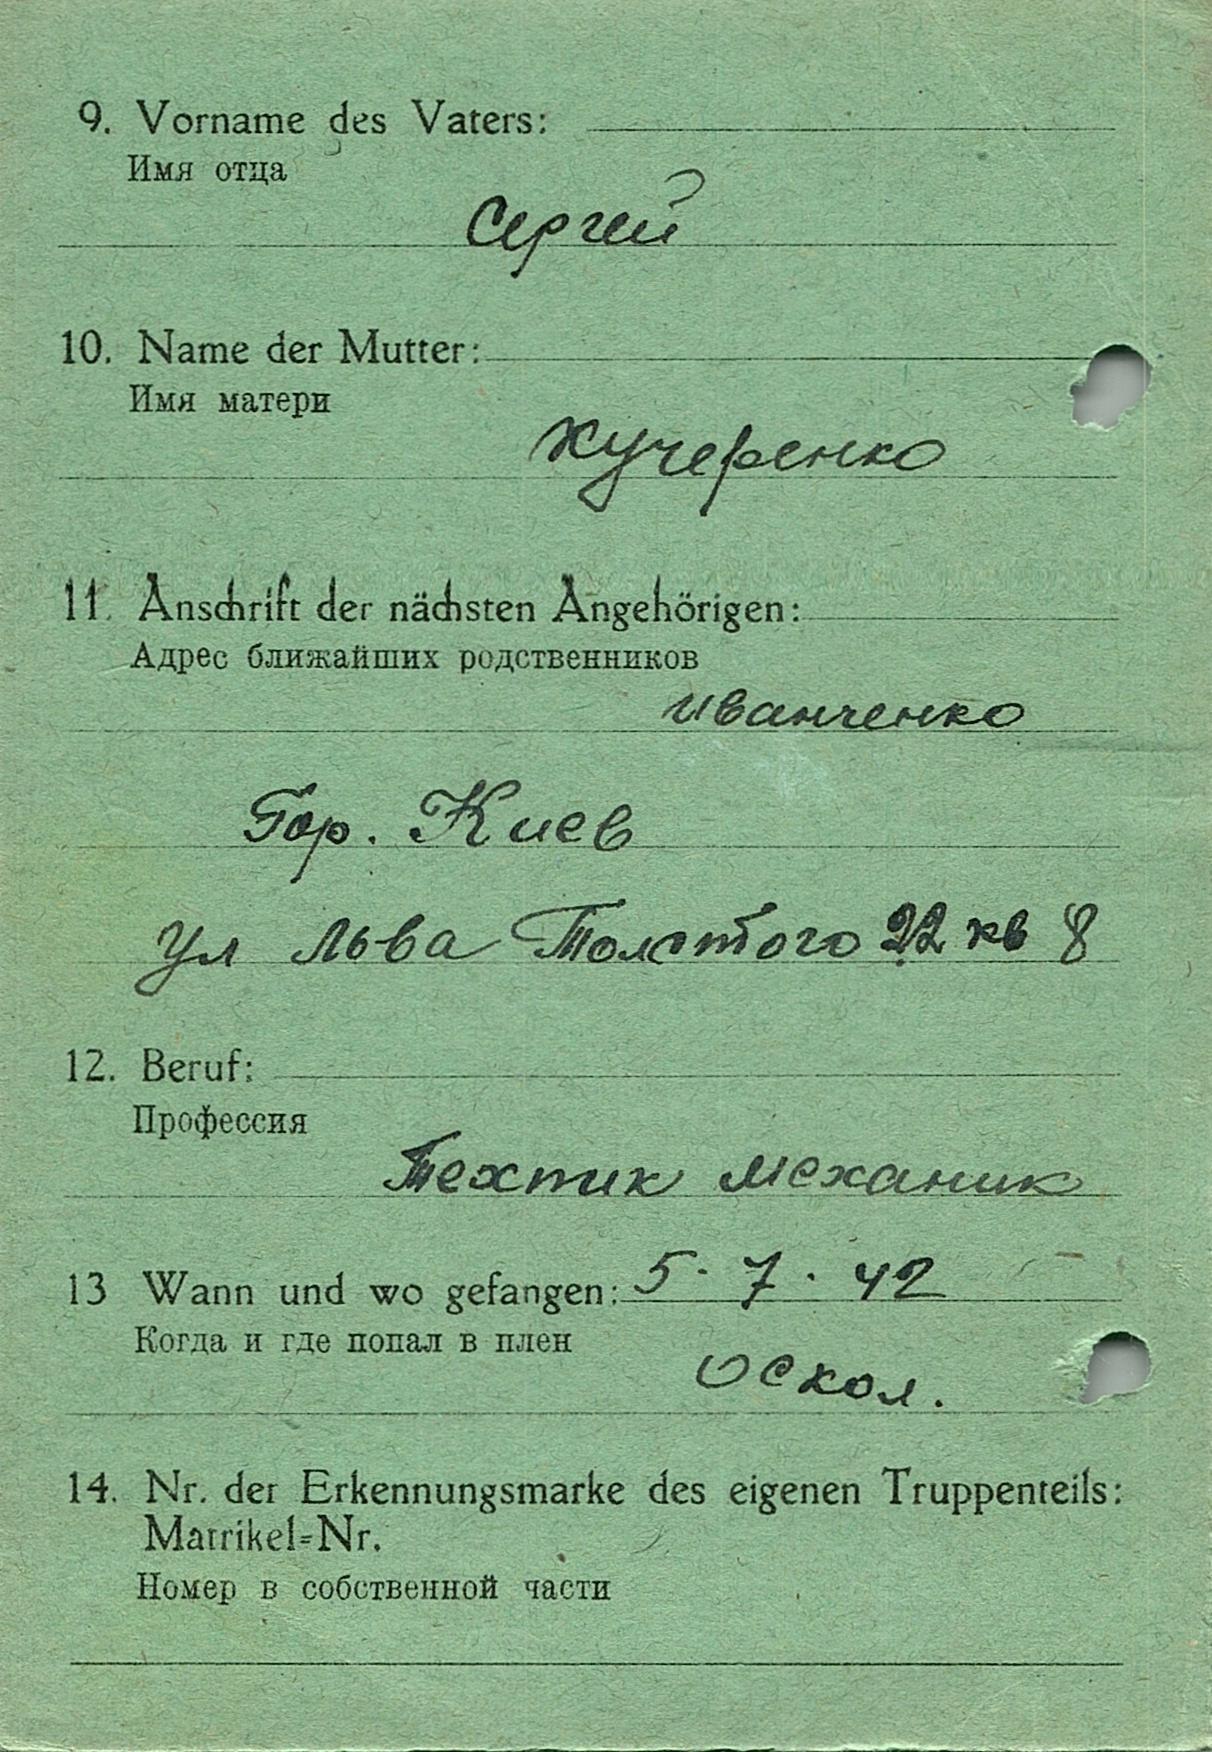 9. Vorname des Vaters:
Имя отца
Сергей
10. Name der Mutter:
Имя матери
Кучеренко
11. Anschrift der nächsten Angehörigen:
Адрес ближайших родственников
Иванченко
Гор. Киев
ул Льва Толстого 22 кв 8
12. Beruf:
Профессия
Техник механик
13 Wann und wo gefangen: 5. 7. 42
Когда и где попал в плен
Оскол.
14. Nr. der Erkennungsmarke des eigenen Truppenteils:
Matrikel=Nr.
Номер в собственной части